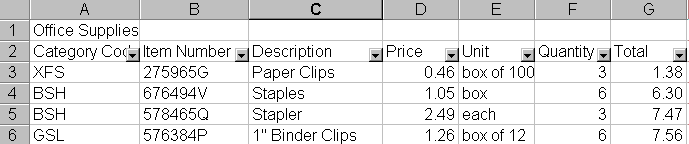 A B C D E F G
1 Office Supplies
2 Category Cod Item Number Description Price Unit Quantity Total
3 XFS 275965G Paper Clips 0.46 box of 100 3 1.38
4 BSH 676494V Staples 1.05 box 6 6.30
5 BSH 578465Q Stapler 2.49 each 3 7.47
6 GSL 576384P 1" Binder Clips 1.26 box of 12 6 7.56